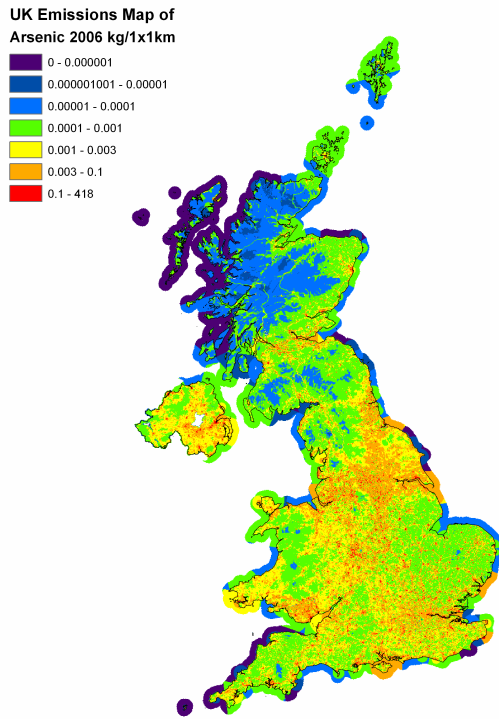 UK Emissions Map of
Arsenic 2006 kg/1x1km
0 - 0.000001
0.000001001 - 0.00001
0.00001 - 0.0001
0.0001 - 0.001
0.001 - 0.003
0.003 - 0.1
0.1 - 418